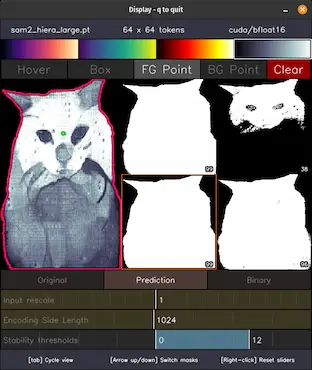 Display - q to quit
sam2_hiera_large.pt 64 x 64 tokens cuda/bfloat16
Hover Box FG Point BG Point Clear
99 38
99 96
Original Prediction Binary
Input rescale 1
Encoding Side Length 1024
Stability thresholds 0 12
[tab] Cycle view [Arrow up/down] Switch masks [Right-click] Reset sliders